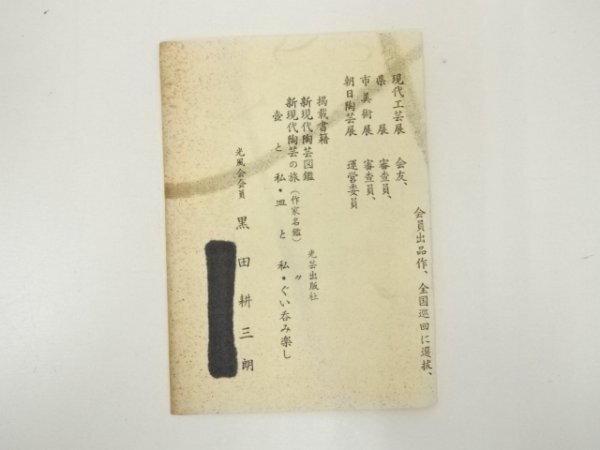 会員出品作、全国巡回に選抜、
現代工芸展 会友、
県展 審査員、
市美術展 審査員、
朝日陶芸展 運営委員
掲載書籍
新現代陶芸図鑑 光芸出版社
新現代陶芸の旅(作家名鑑) 〃
壺と私・皿と私・ぐい呑み楽し
光風会会員 黒田耕三朗